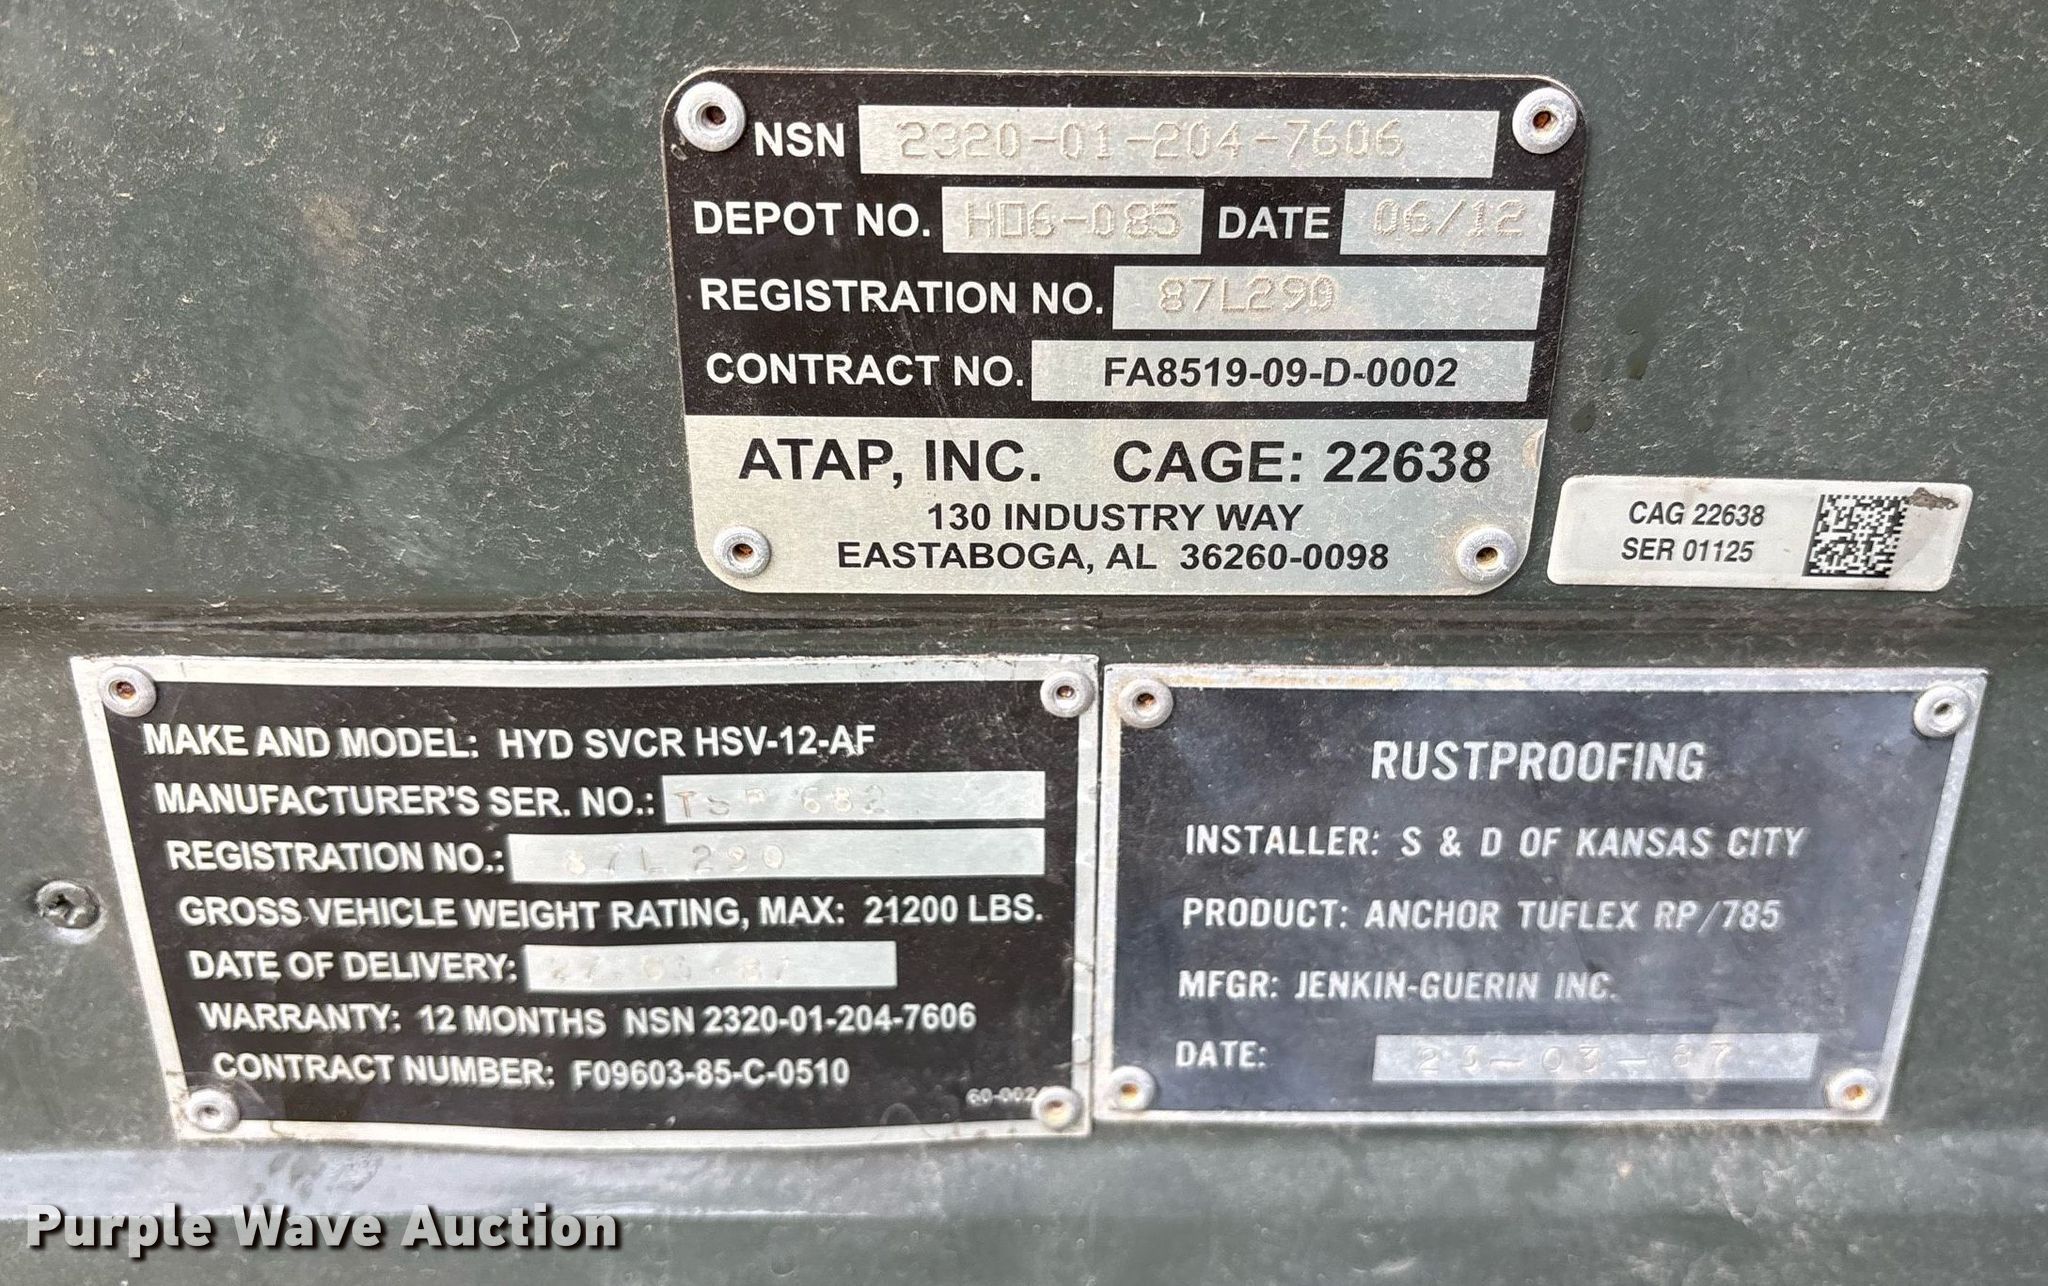 NSN 2320-01-204-7606
DEPOT NO. H06-085 DATE 06/12
REGISTRATION NO. 87L290
CONTRACT NO. FA8519-09-D-0002
ATAP, INC. CAGE: 22638
130 INDUSTRY WAY
EASTABOGA, AL 36260-0098
CAG 22638
SER 01125
MAKE AND MODEL: HYD SVCR HSV-12-AF
MANUFACTURER'S SER. NO.: 682
REGISTRATION NO.: 87L 290
GROSS VEHICLE WEIGHT RATING, MAX: 21200 LBS.
DATE OF DELIVERY:
WARRANTY: 12 MONTHS NSN 2320-01-204-7606
CONTRACT NUMBER: F09603-85-C-0510
RUSTPROOFING
INSTALLER: S & D OF KANSAS CITY
PRODUCT: ANCHOR TUFLEX RP/785
MFGR: JENKIN-GUERIN INC.
DATE:
Purple Wave Auction